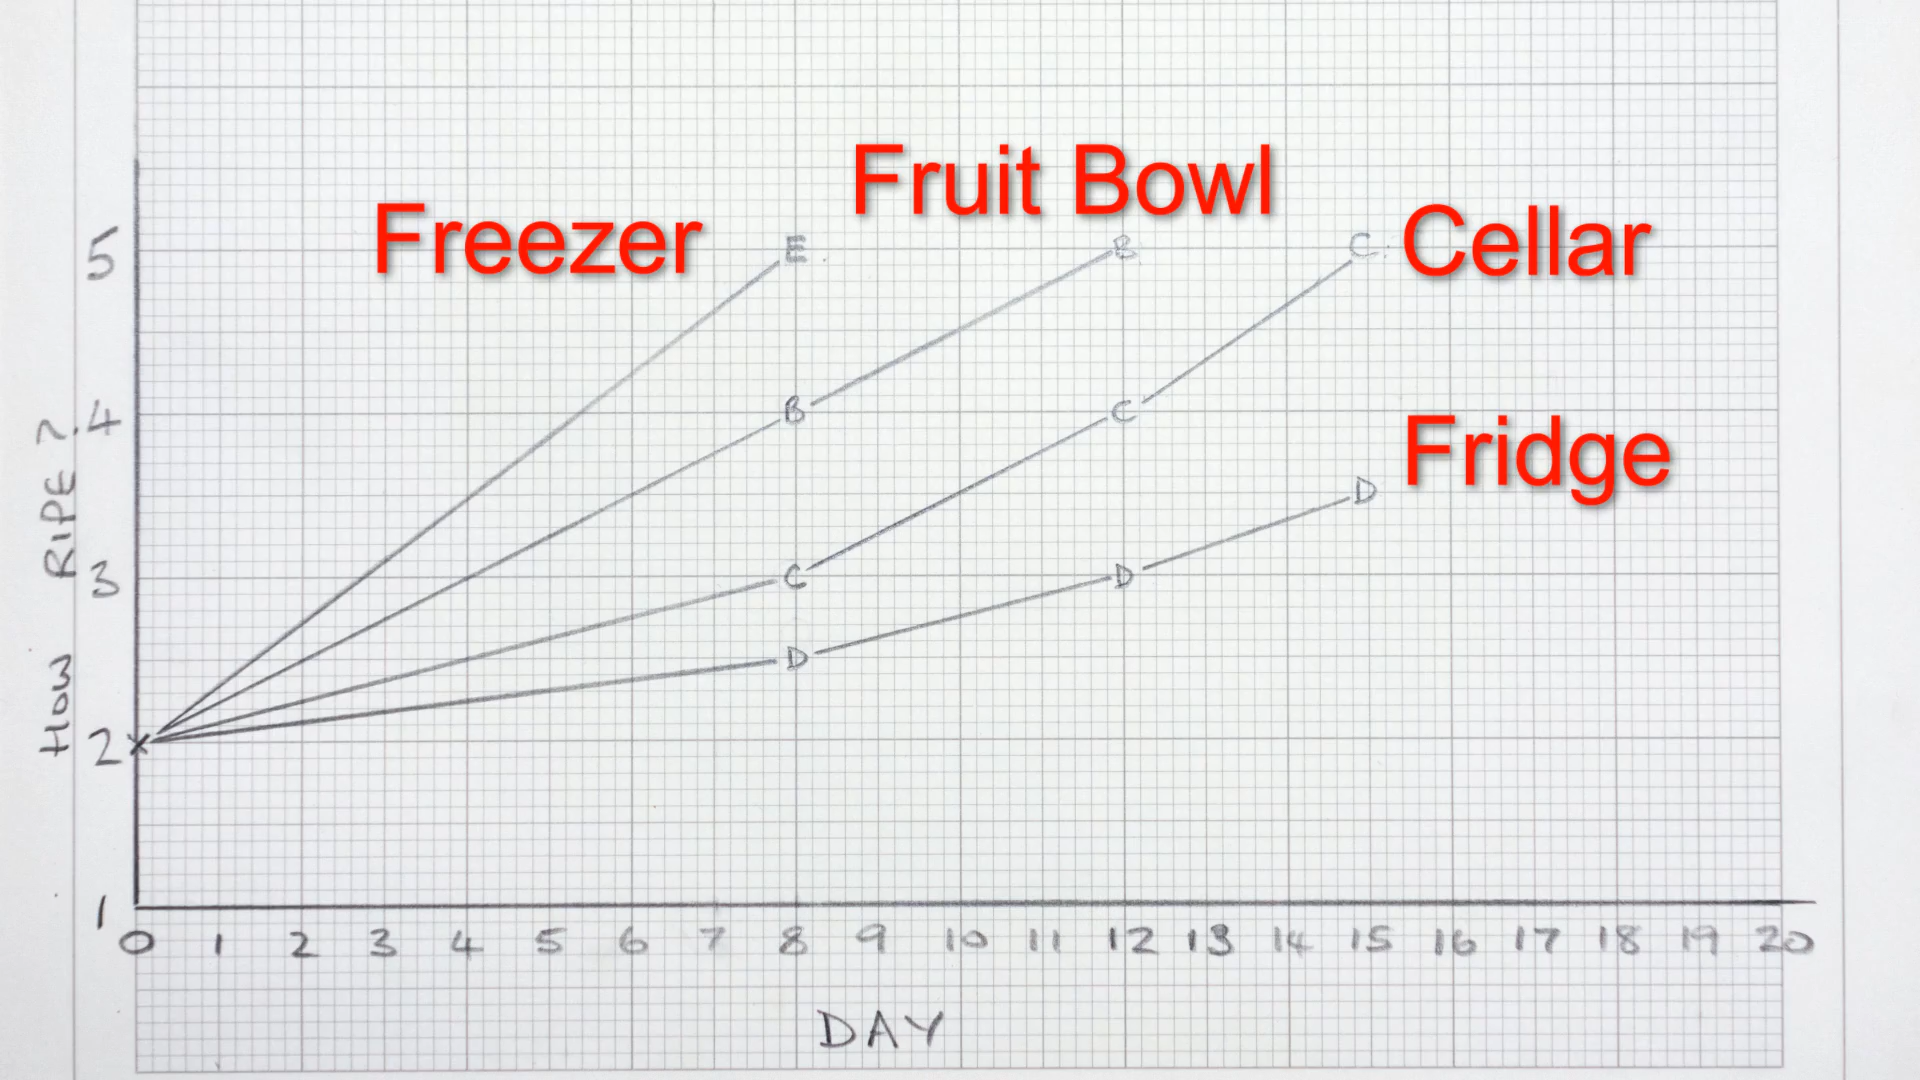 Fruit Bowl
Freezer
Cellar
Fridge
E
B
C
B
C
D
C
D
D
5
4
3
2
1
HOW RIPE?
0 1 2 3 4 5 6 7 8 9 10 11 12 13 14 15 16 17 18 19 20
DAY